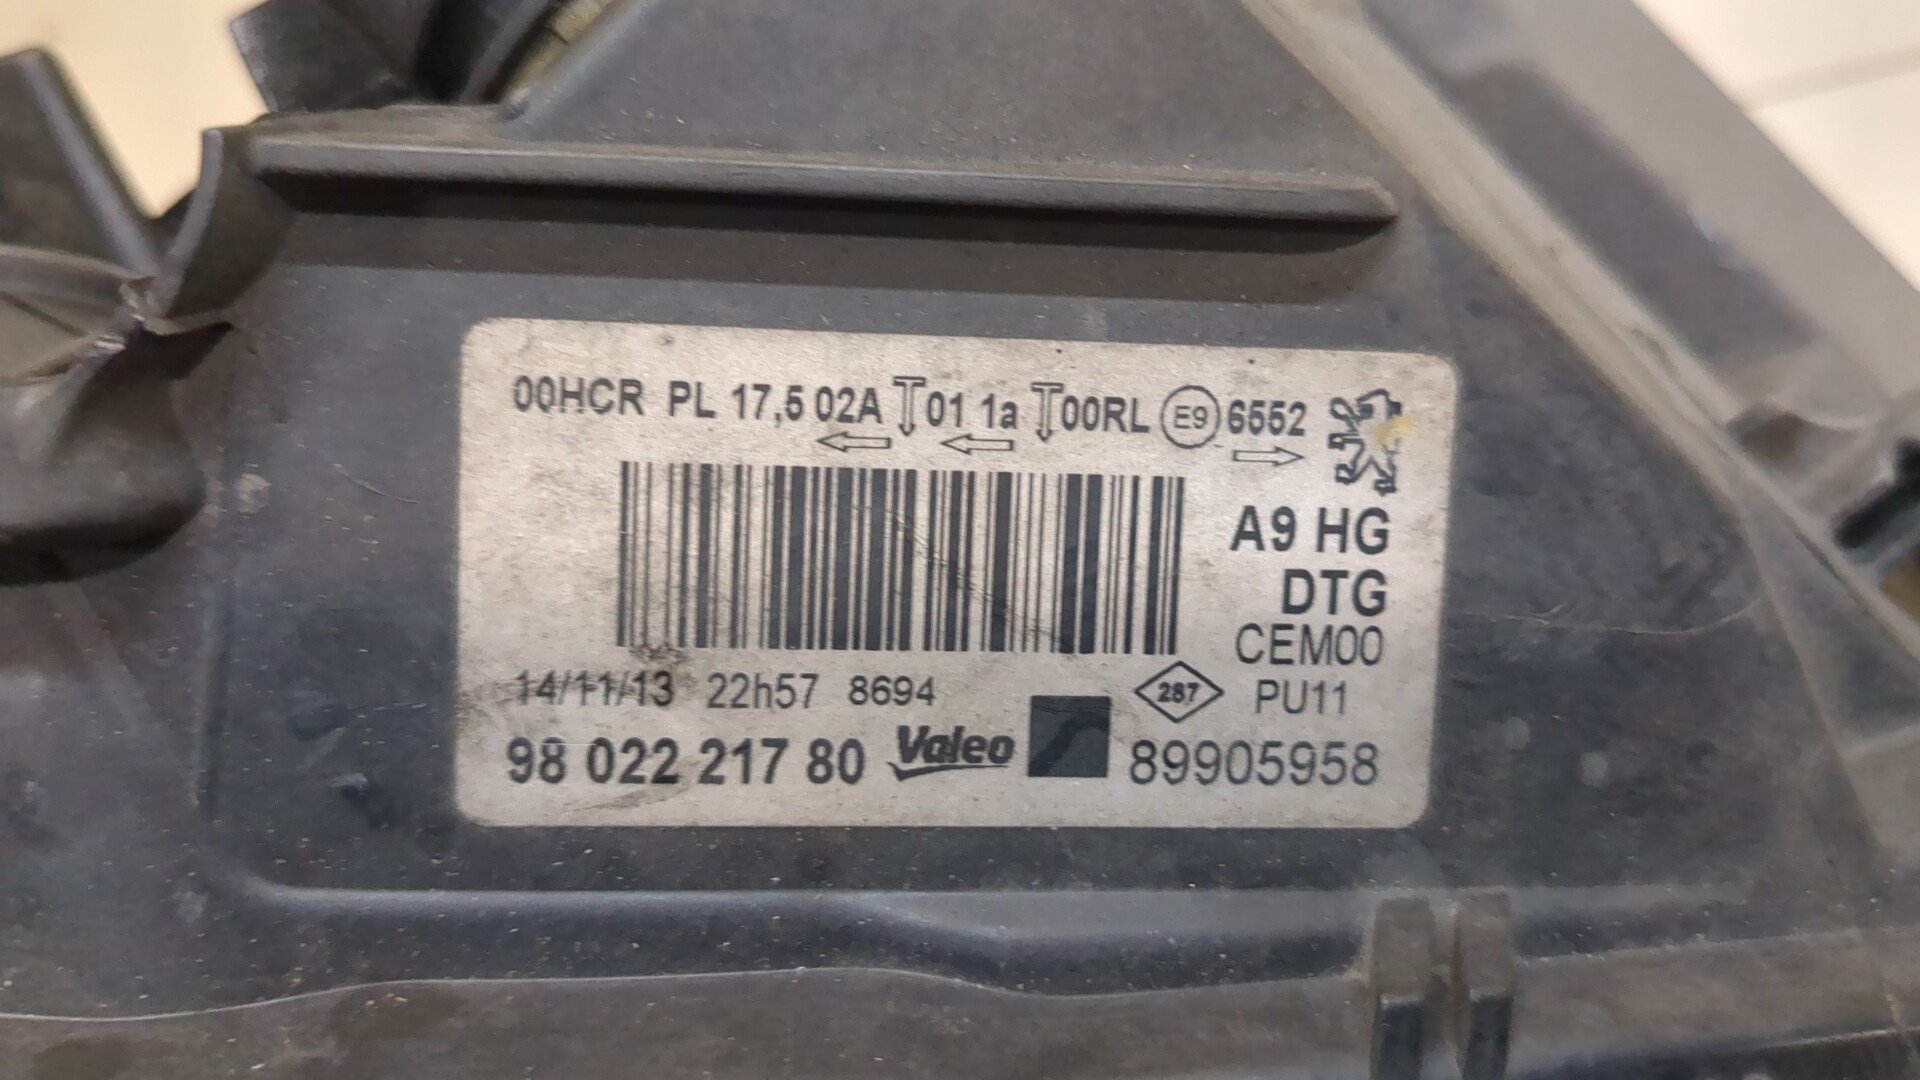 00HCR PL 17,5 02A 01 1a 00RL E9 6552
A9 HG
DTG
CEM00
14/11/13 22h57 8694 287 PU11
98 022 217 80 Valeo 89905958